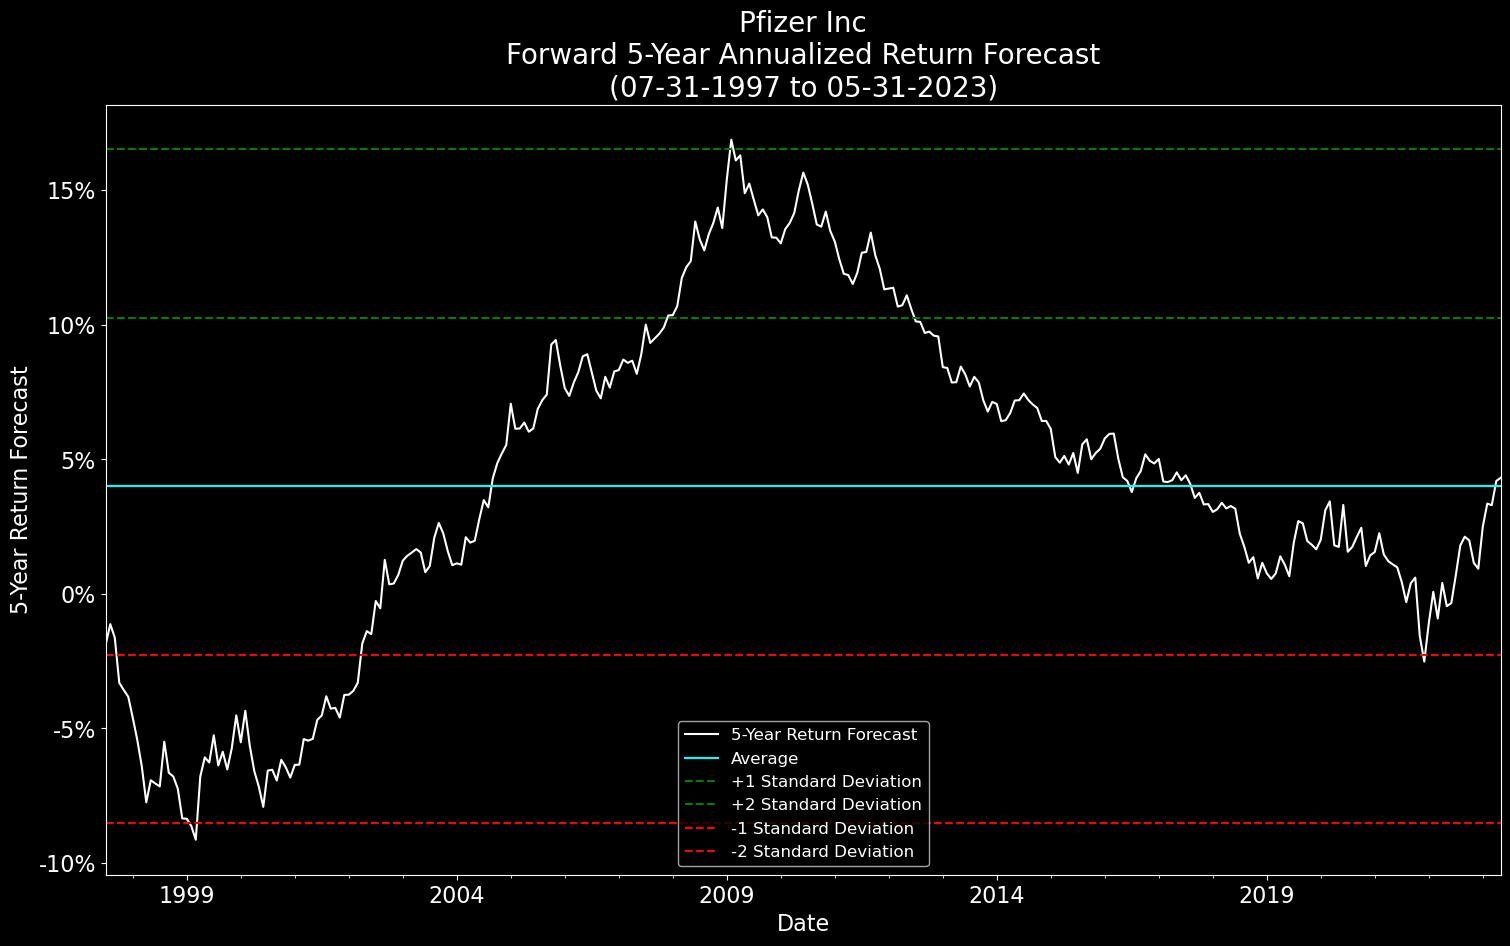 Pfizer Inc
Forward 5-Year Annualized Return Forecast
(07-31-1997 to 05-31-2023)
5-Year Return Forecast
15%
10%
5%
0%
-5%
-10%
5-Year Return Forecast
Average
+1 Standard Deviation
+2 Standard Deviation
-1 Standard Deviation
-2 Standard Deviation
1999 2004 2009 2014 2019
Date